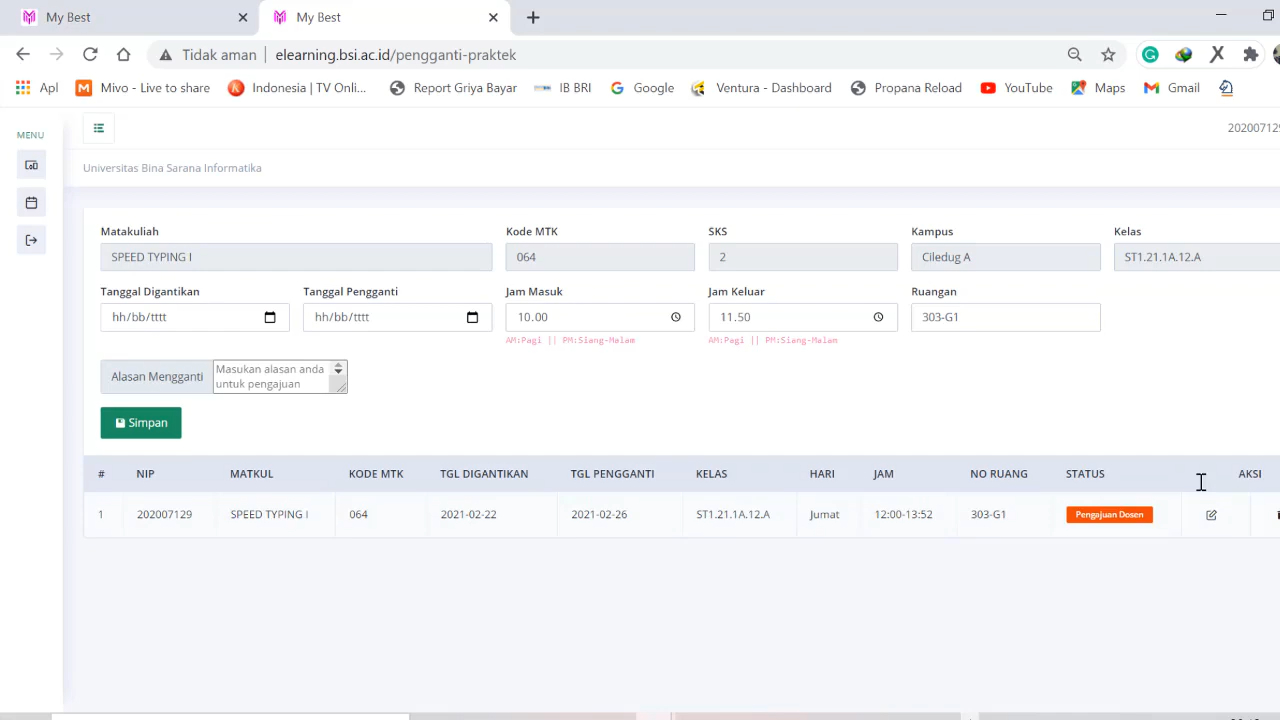 My Best
My Best
Tidak aman | elearning.bsi.ac.id/pengganti-praktek
Apl Mivo - Live to share Indonesia | TV Onli... Report Griya Bayar IB BRI Google Ventura - Dashboard Propana Reload YouTube Maps Gmail
MENU
202007129
Universitas Bina Sarana Informatika
Matakuliah Kode MTK SKS Kampus Kelas
SPEED TYPING I 064 2 Ciledug A ST1.21.1A.12.A
Tanggal Digantikan Tanggal Pengganti Jam Masuk Jam Keluar Ruangan
hh/bb/tttt hh/bb/tttt 10.00 11.50 303-G1
AM:Pagi || PM:Siang-Malam AM:Pagi || PM:Siang-Malam
Alasan Mengganti Masukan alasan anda
untuk pengajuan
Simpan
# NIP MATKUL KODE MTK TGL DIGANTIKAN TGL PENGGANTI KELAS HARI JAM NO RUANG STATUS AKSI
1 202007129 SPEED TYPING I 064 2021-02-22 2021-02-26 ST1.21.1A.12.A Jumat 12:00-13:52 303-G1 Pengajuan Dosen